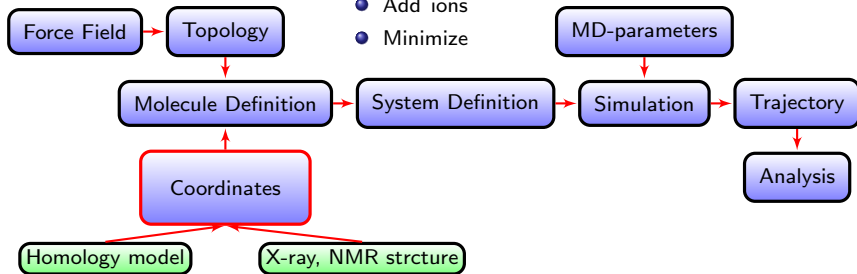 Add ions
Minimize
Force Field
Topology
MD-parameters
Molecule Definition
System Definition
Simulation
Trajectory
Coordinates
Analysis
Homology model
X-ray, NMR strcture